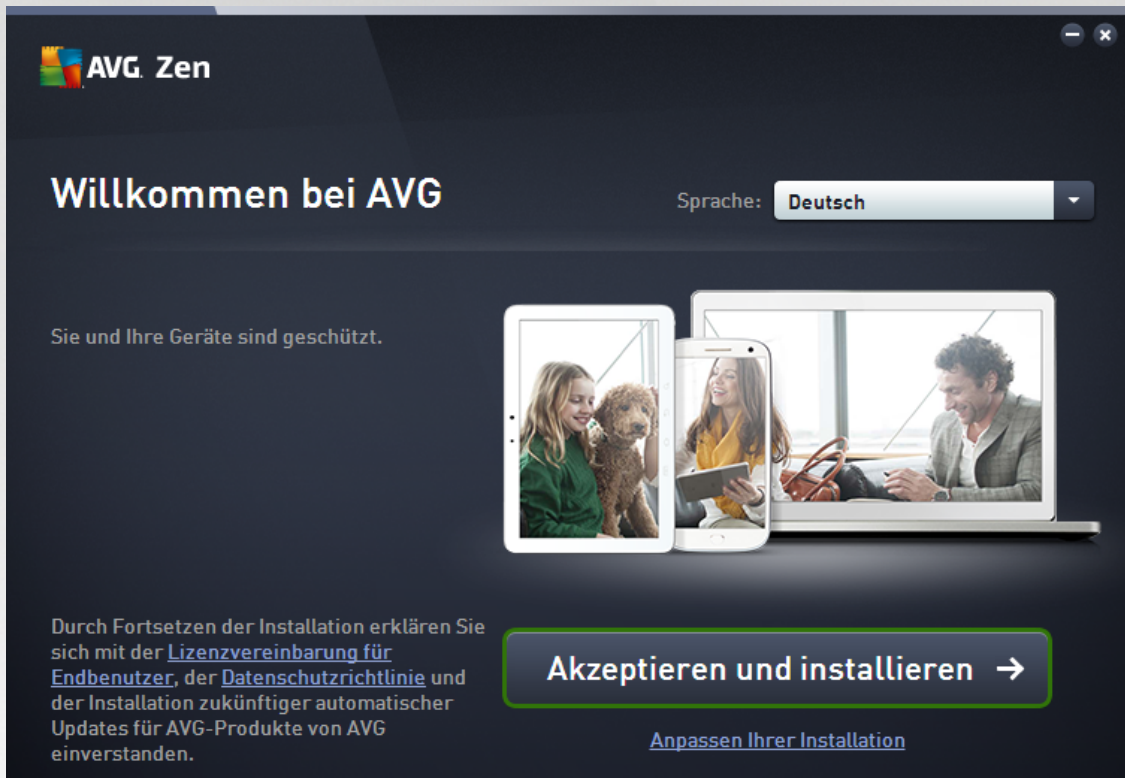 AVG Zen
Willkommen bei AVG
Sprache: Deutsch
Sie und Ihre Geräte sind geschützt.
Durch Fortsetzen der Installation erklären Sie
sich mit der Lizenzvereinbarung für
Endbenutzer, der Datenschutzrichtlinie und
der Installation zukünftiger automatischer
Updates für AVG-Produkte von AVG
einverstanden.
Akzeptieren und installieren →
Anpassen Ihrer Installation